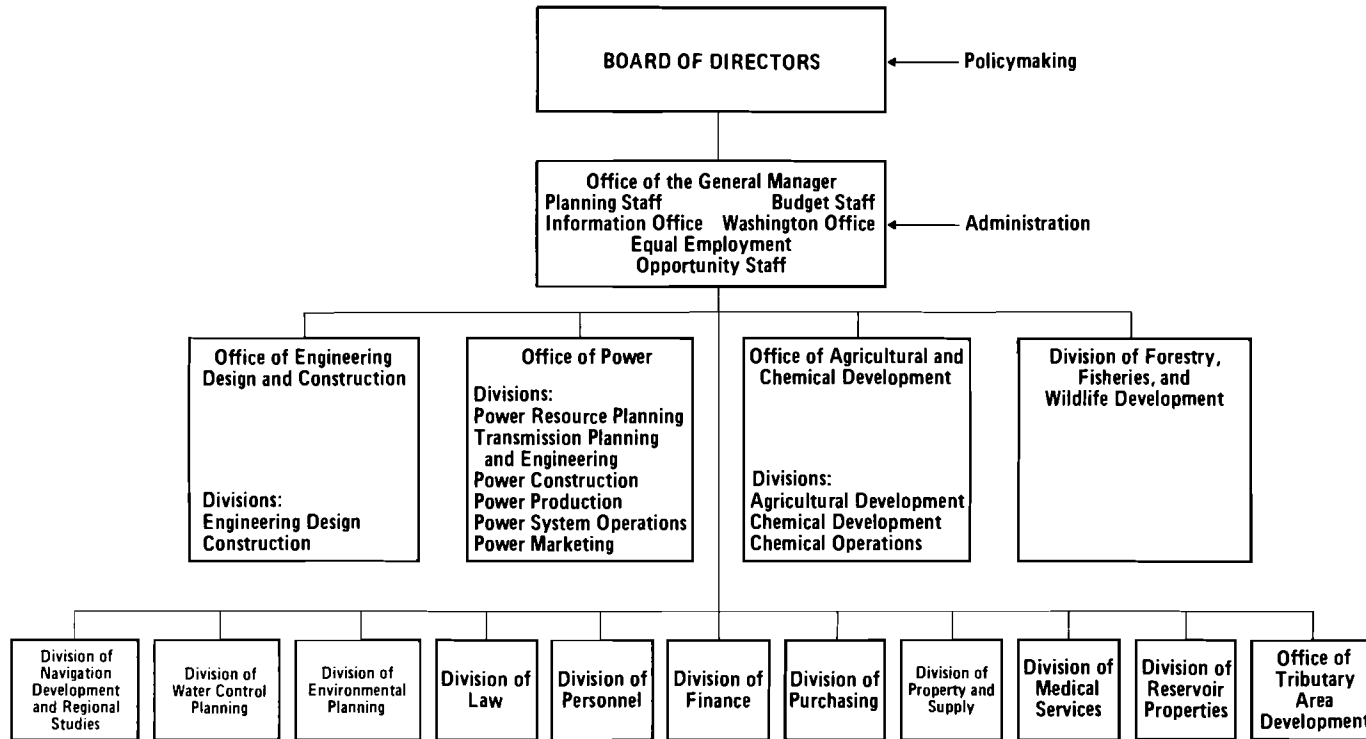 BOARD OF DIRECTORS
Policymaking
Office of the General Manager
Planning Staff Budget Staff
Information Office Washington Office
Administration
Equal Employment
Opportunity Staff
Office of Engineering
Design and Construction
Divisions:
Engineering Design
Construction
Office of Power
Divisions:
Power Resource Planning
Transmission Planning
and Engineering
Power Construction
Power Production
Power System Operations
Power Marketing
Office of Agricultural and
Chemical Development
Divisions:
Agricultural Development
Chemical Development
Chemical Operations
Division of Forestry,
Fisheries, and
Wildlife Development
Division of
Navigation
Development
and Regional
Studies
Division of
Water Control
Planning
Division of
Environmental
Planning
Division of
Law
Division of
Personnel
Division of
Finance
Division of
Purchasing
Division of
Property and
Supply
Division of
Medical
Services
Division of
Reservoir
Properties
Office of
Tributary
Area
Development